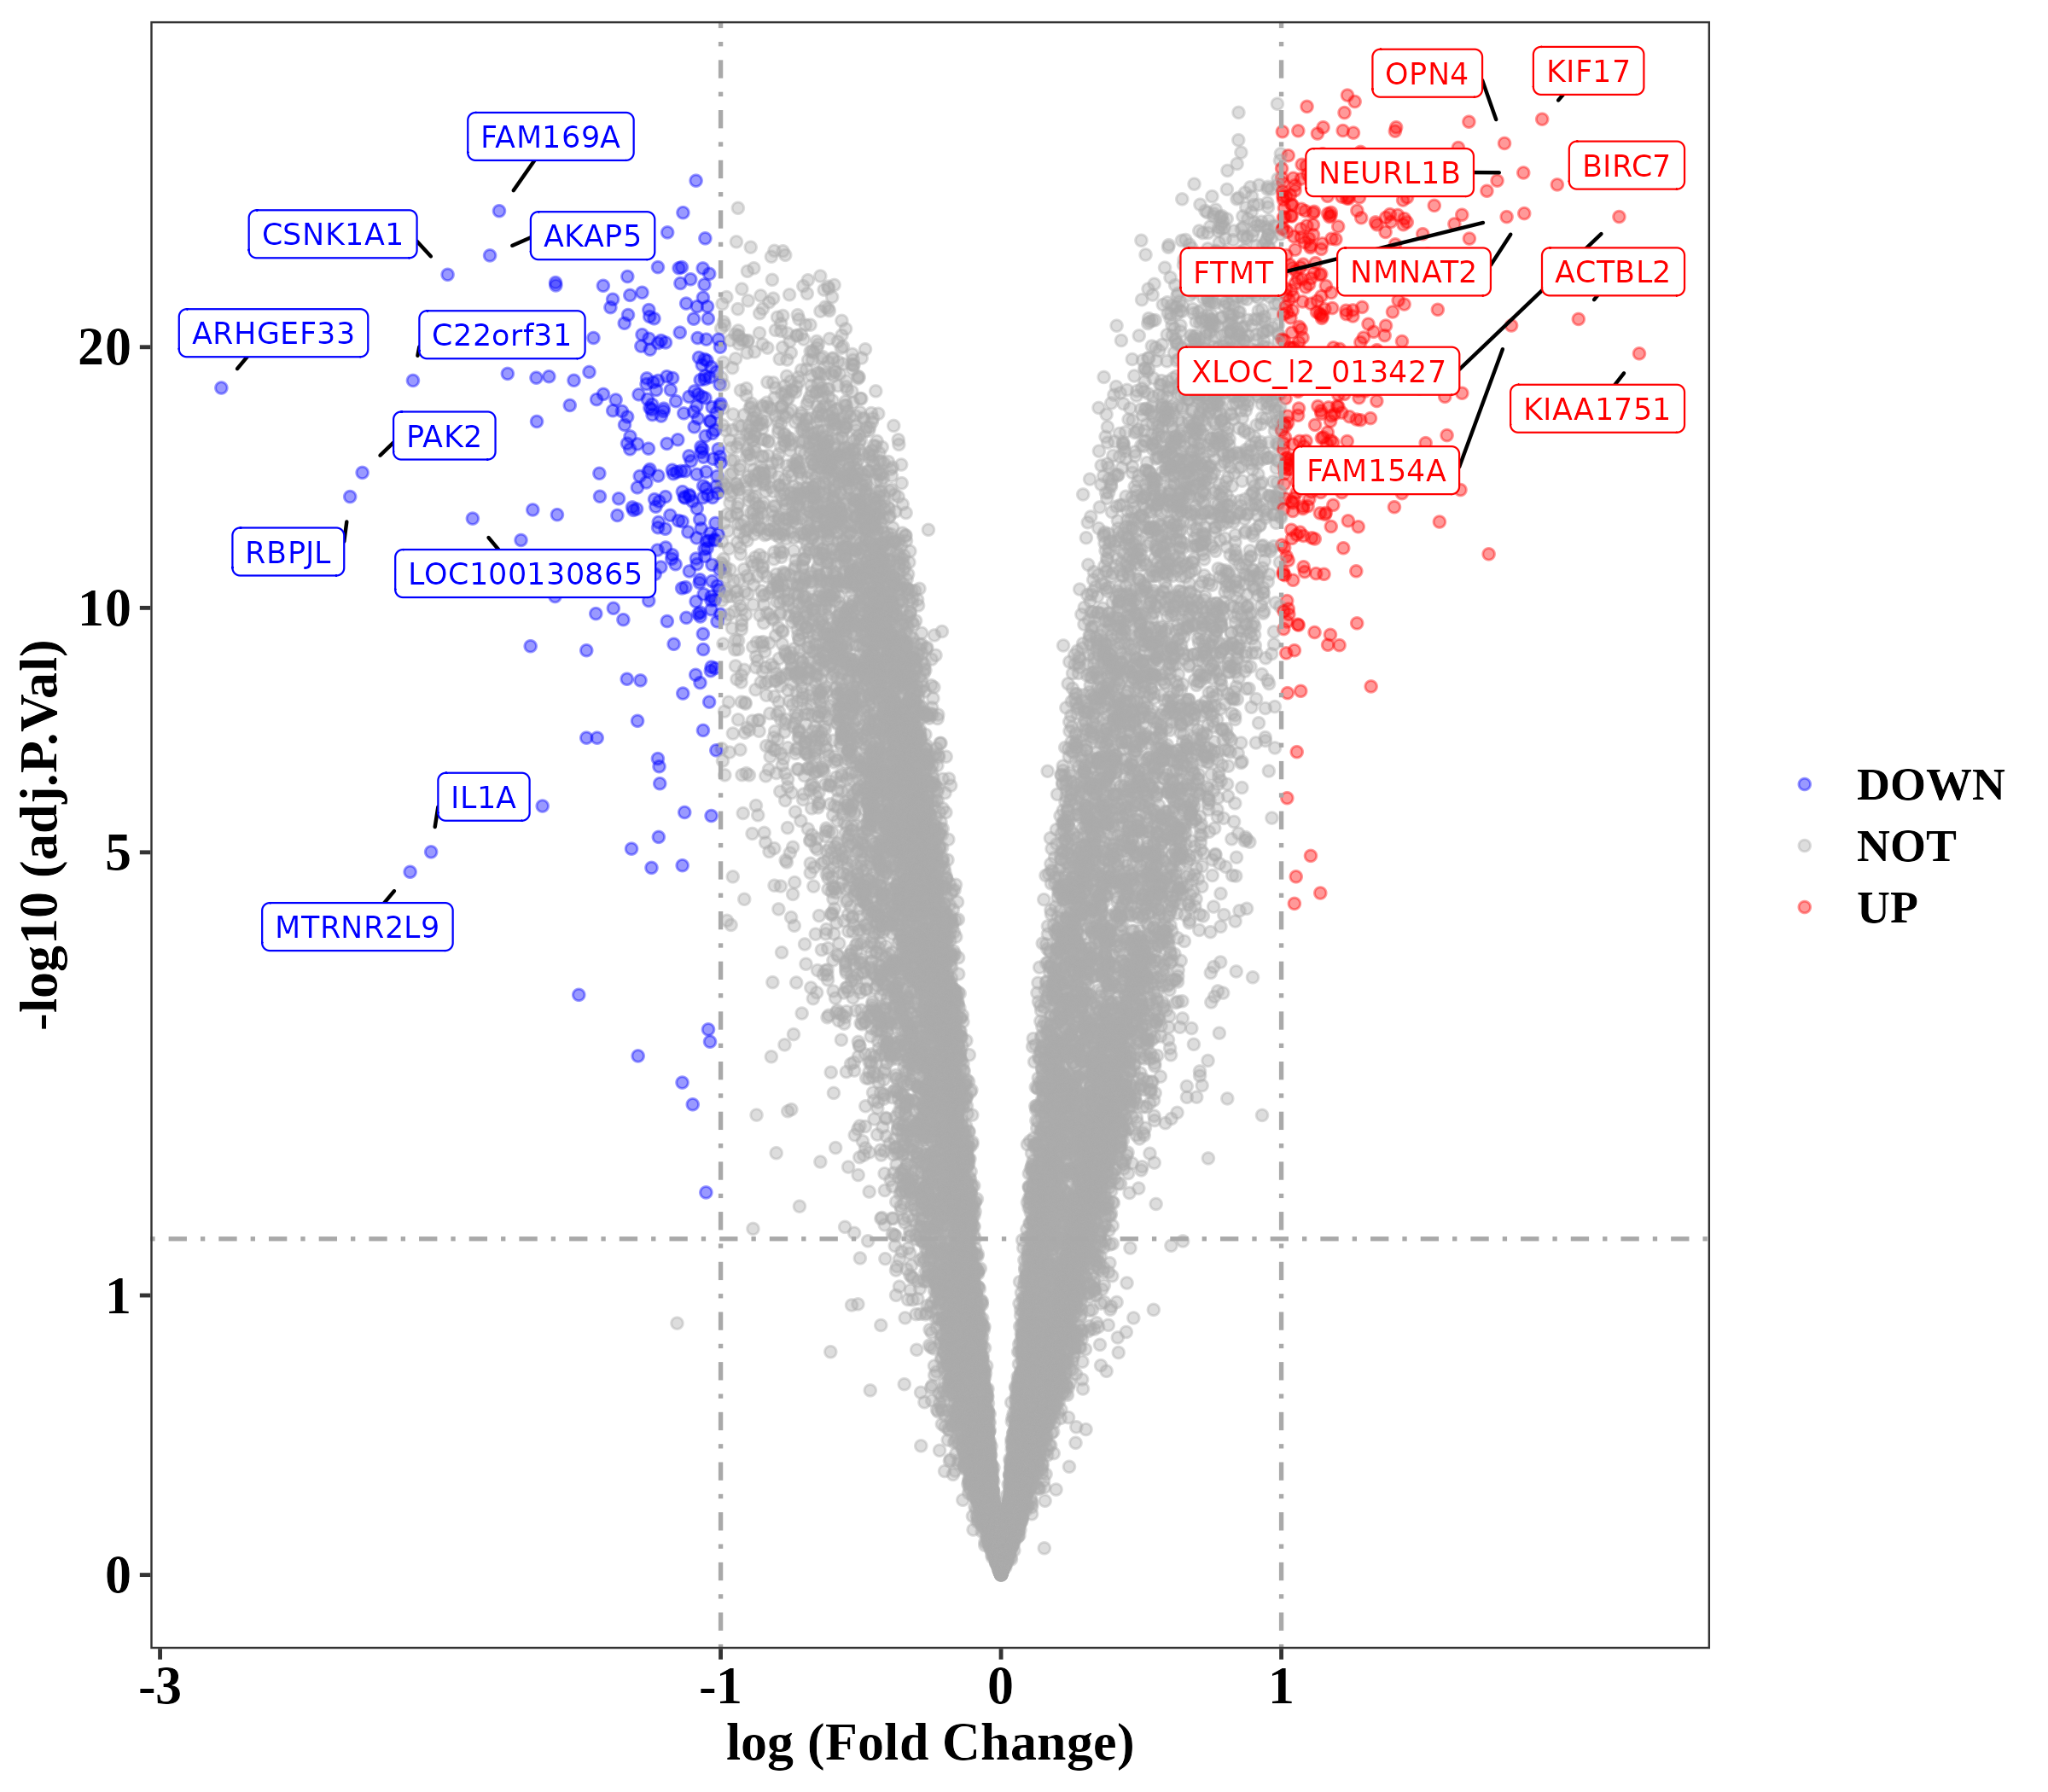 OPN4
KIF17
FAM169A
NEURL1B
BIRC7
CSNK1A1
AKAP5
FTMT
NMNAT2
ACTBL2
ARHGEF33
C22orf31
XLOC_l2_013427
KIAA1751
PAK2
FAM154A
RBPJL
LOC100130865
IL1A
MTRNR2L9
20
10
5
1
0
-log10 (adj.P.Val)
-3
-1
0
1
log (Fold Change)
DOWN
NOT
UP